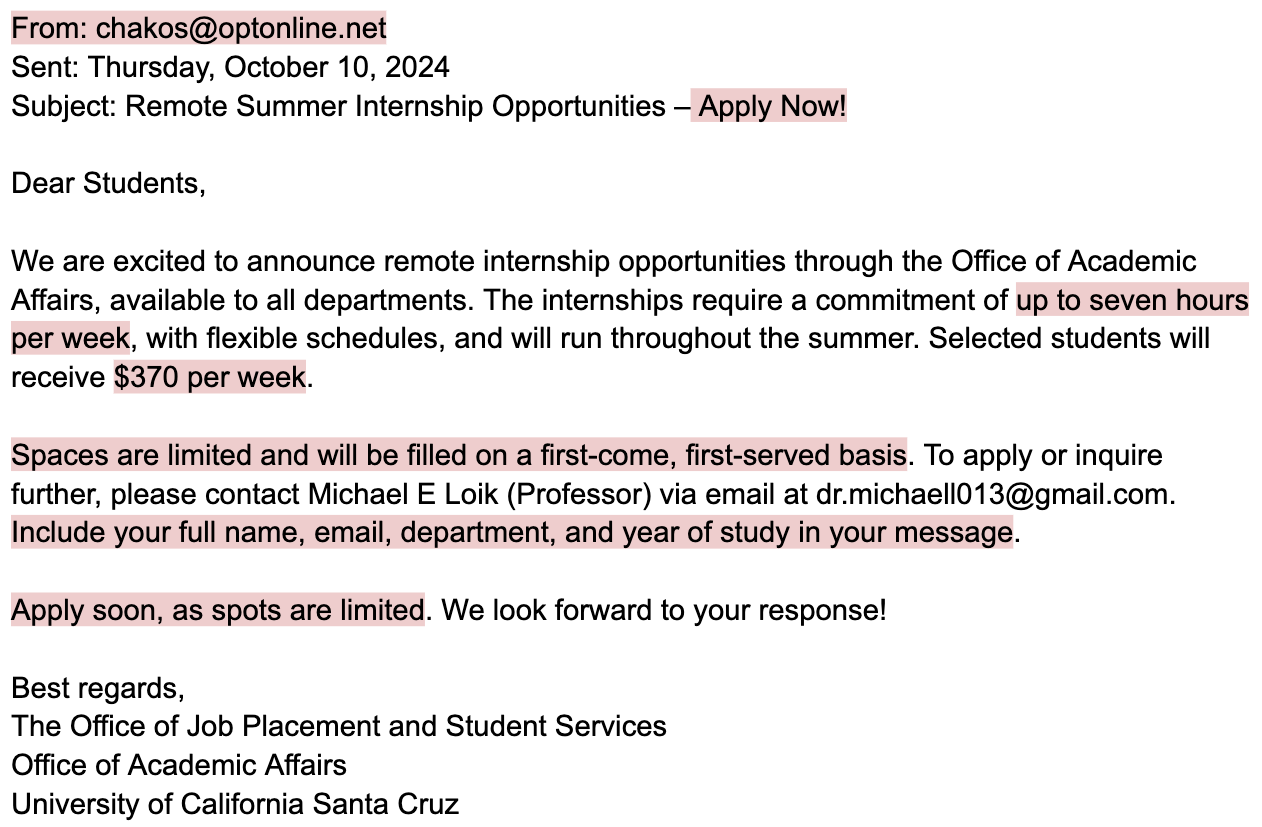 From: chakos@optonline.net
Sent: Thursday, October 10, 2024
Subject: Remote Summer Internship Opportunities – Apply Now!
Dear Students,
We are excited to announce remote internship opportunities through the Office of Academic
Affairs, available to all departments. The internships require a commitment of up to seven hours
per week, with flexible schedules, and will run throughout the summer. Selected students will
receive $370 per week.
Spaces are limited and will be filled on a first-come, first-served basis. To apply or inquire
further, please contact Michael E Loik (Professor) via email at dr.michaell013@gmail.com.
Include your full name, email, department, and year of study in your message.
Apply soon, as spots are limited. We look forward to your response!
Best regards,
The Office of Job Placement and Student Services
Office of Academic Affairs
University of California Santa Cruz